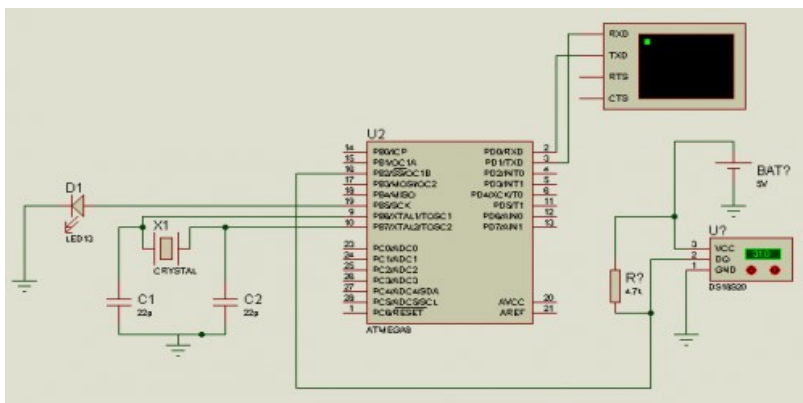 RXD
TXD
RTS
CTS
U2
14 PB0/ICP PD0/RXD 2
15 PB1/OC1A PD1/TXD 3
16 PB2/SS/OC1B PD2/INT0 4
17 PB3/MOSI/OC2 PD3/INT1 5
18 PB4/MISO PD4/XCK/T0 6
19 PB5/SCK PD5/T1 11
9 PB6/XTAL1/TOSC1 PD6/AIN0 12
10 PB7/XTAL2/TOSC2 PD7/AIN1 13
23 PC0/ADC0
24 PC1/ADC1
25 PC2/ADC2
26 PC3/ADC3
27 PC4/ADC4/SDA
28 PC5/ADC5/SCL AVCC 20
1 PC6/RESET AREF 21
ATMEGA8
D1
LED13
X1
CRYSTAL
C1
22p
C2
22p
BAT?
5V
U?
3 VCC
2 DQ
1 GND
31.0
DS18S20
R?
4.7k